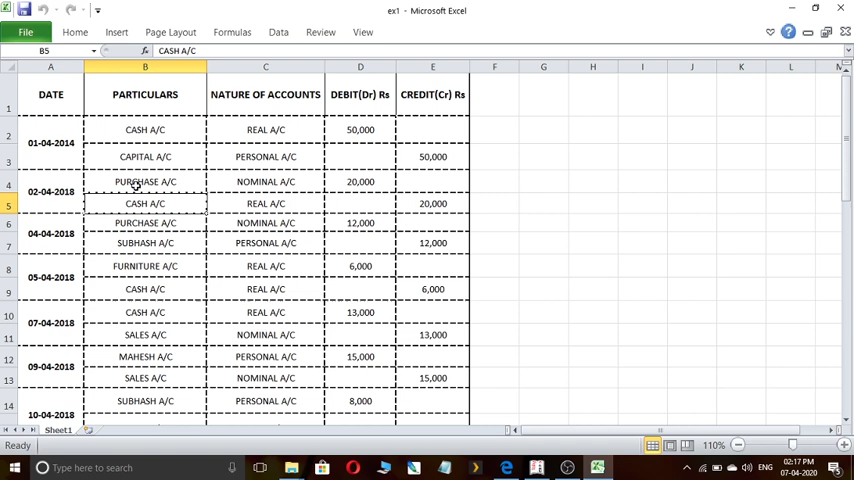 ex1 - Microsoft Excel
File Home Insert Page Layout Formulas Data Review View
B5 fx CASH A/C
A B C D E F G H I J K L M
1 DATE PARTICULARS NATURE OF ACCOUNTS DEBIT(Dr) Rs CREDIT(Cr) Rs
2 01-04-2014 CASH A/C REAL A/C 50,000
3 CAPITAL A/C PERSONAL A/C 50,000
4 02-04-2018 PURCHASE A/C NOMINAL A/C 20,000
5 CASH A/C REAL A/C 20,000
6 04-04-2018 PURCHASE A/C NOMINAL A/C 12,000
7 SUBHASH A/C PERSONAL A/C 12,000
8 05-04-2018 FURNITURE A/C REAL A/C 6,000
9 CASH A/C REAL A/C 6,000
10 07-04-2018 CASH A/C REAL A/C 13,000
11 SALES A/C NOMINAL A/C 13,000
12 09-04-2018 MAHESH A/C PERSONAL A/C 15,000
13 SALES A/C NOMINAL A/C 15,000
14 10-04-2018 SUBHASH A/C PERSONAL A/C 8,000
Sheet1
Ready 110%
Type here to search ENG 02:17 PM
07-04-2020 5